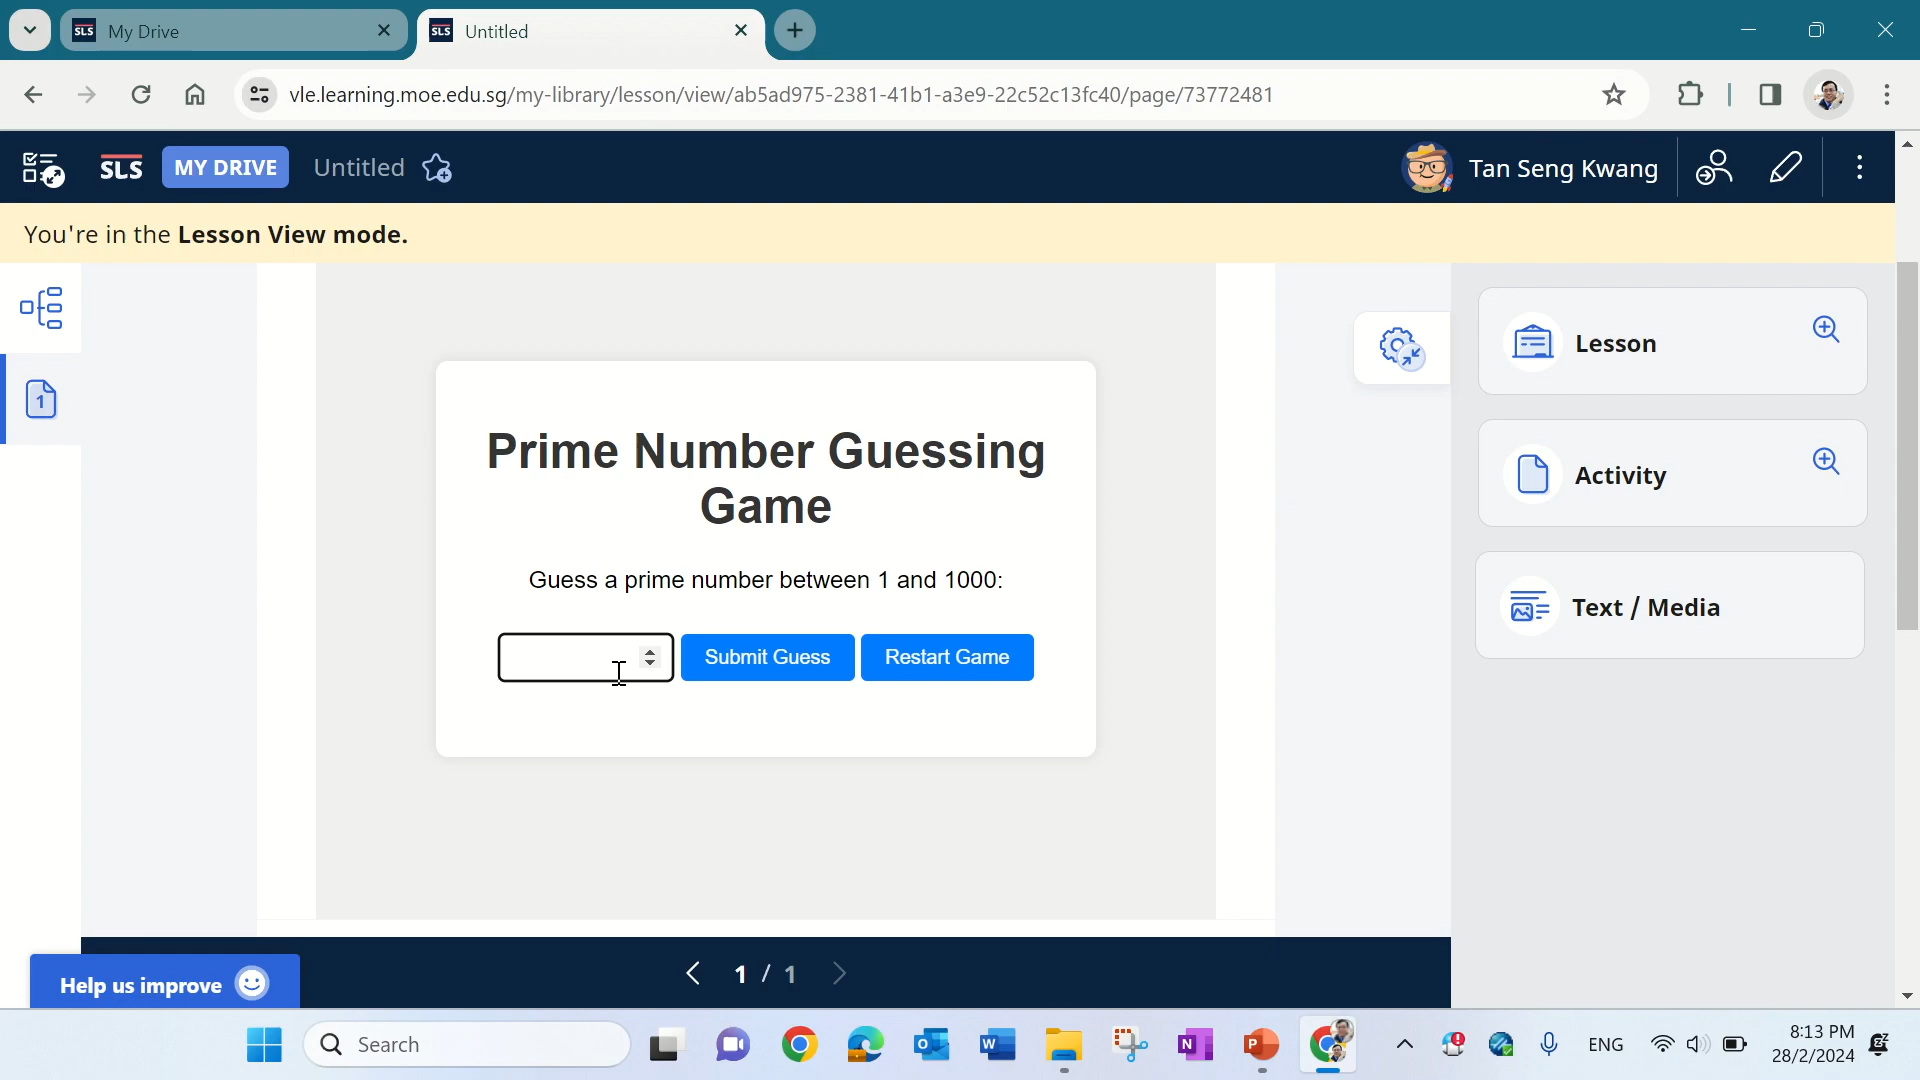 SLS My Drive
SLS Untitled
vle.learning.moe.edu.sg/my-library/lesson/view/ab5ad975-2381-41b1-a3e9-22c52c13fc40/page/73772481
SLS MY DRIVE Untitled
Tan Seng Kwang
You're in the Lesson View mode.
1
Prime Number Guessing
Game
Guess a prime number between 1 and 1000:
Submit Guess Restart Game
Lesson
Activity
Text / Media
1 / 1
Help us improve
Search
ENG
8:13 PM
28/2/2024